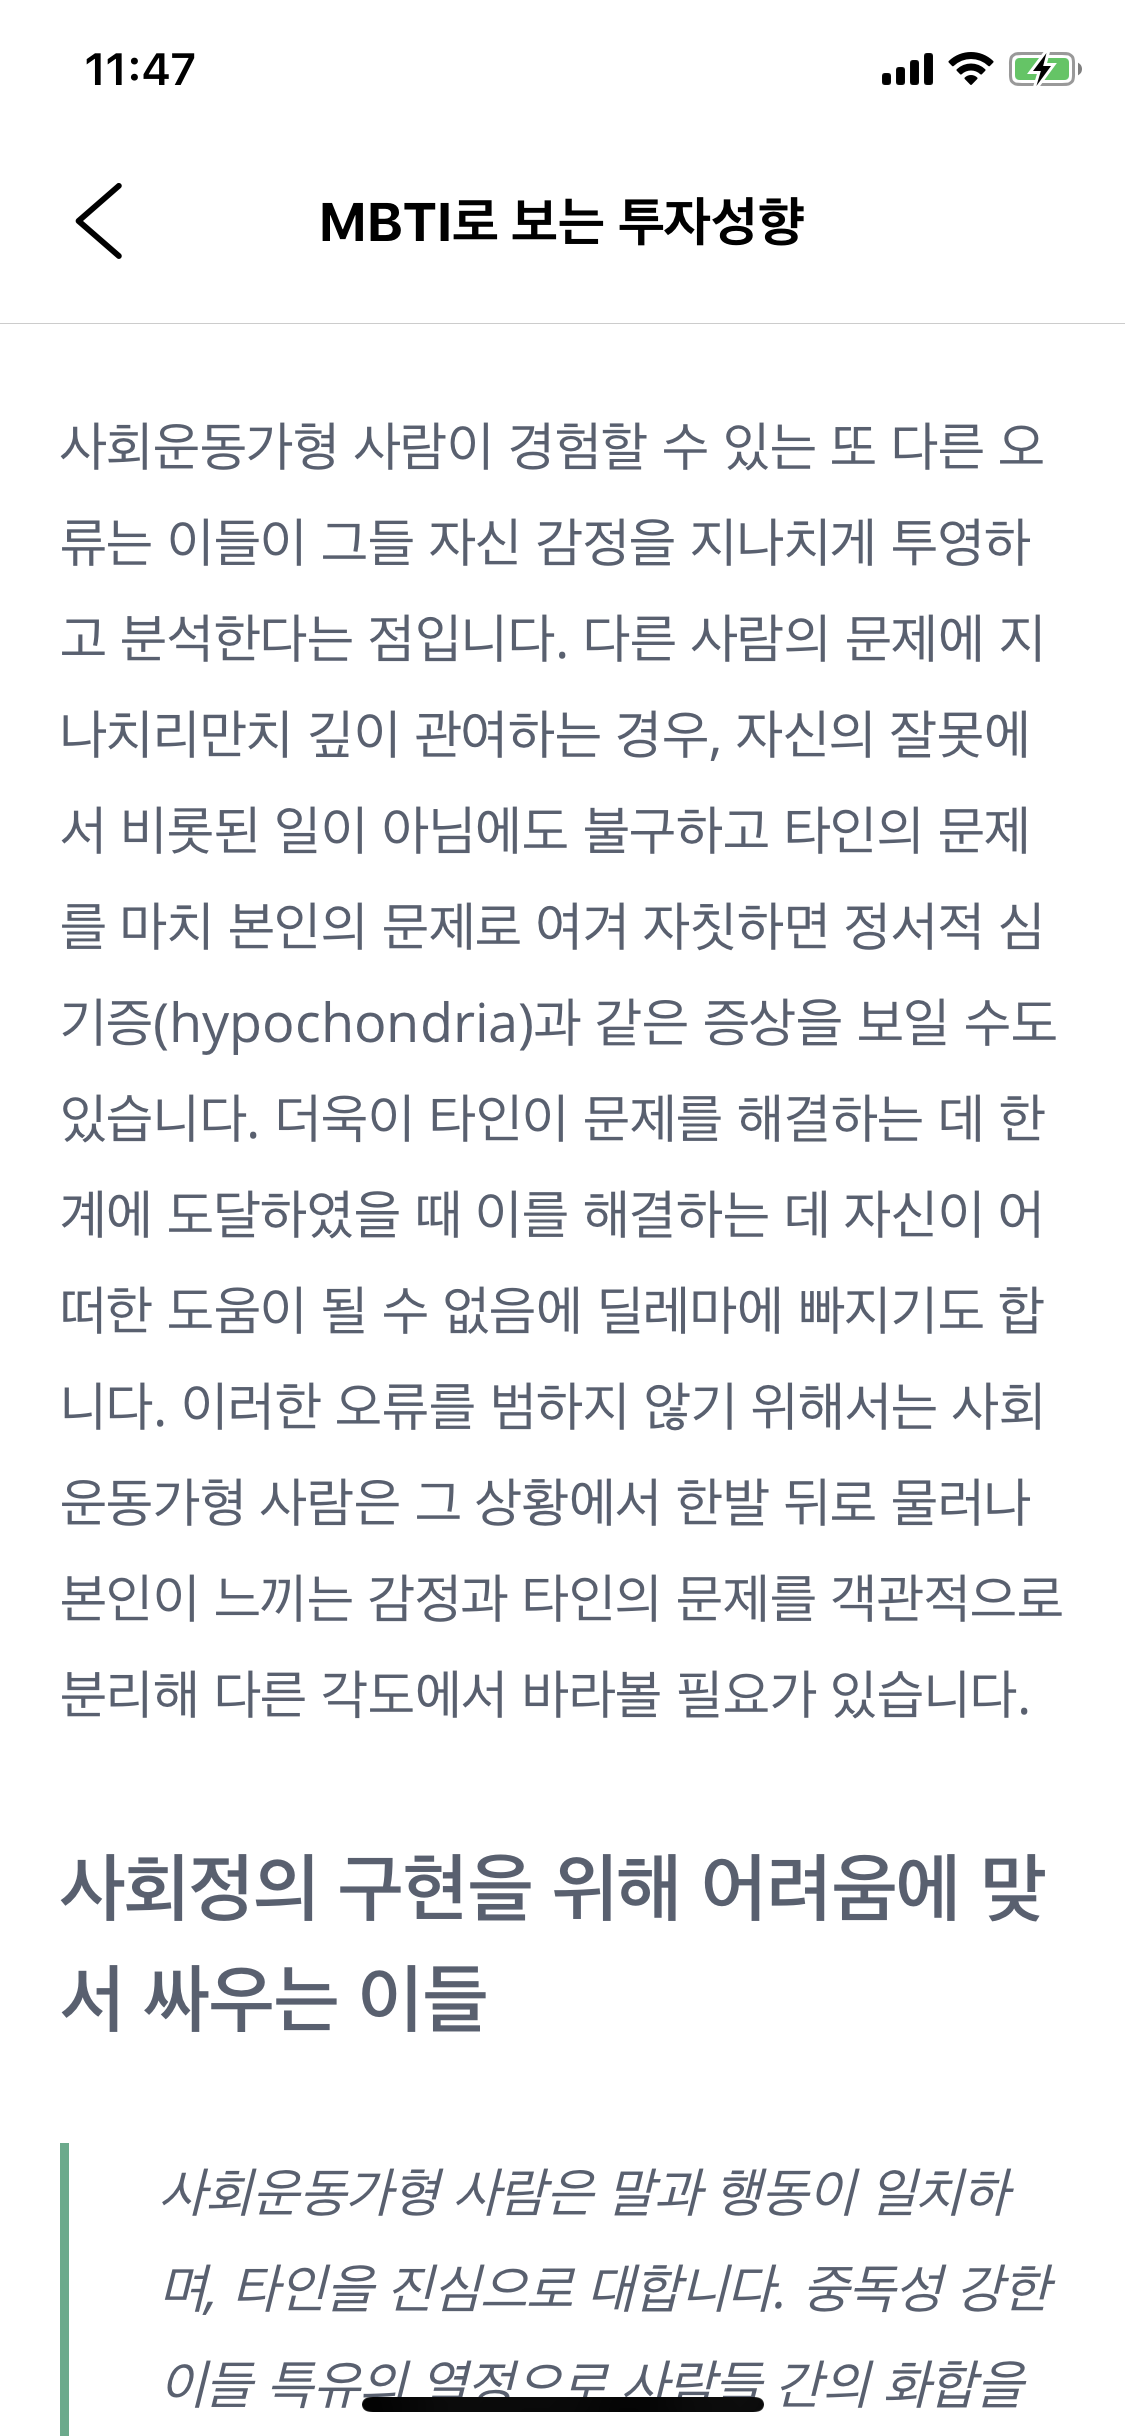 11:47
MBTI로 보는 투자성향
사회운동가형 사람이 경험할 수 있는 또 다른 오
류는 이들이 그들 자신 감정을 지나치게 투영하
고 분석한다는 점입니다. 다른 사람의 문제에 지
나치리만치 깊이 관여하는 경우, 자신의 잘못에
서 비롯된 일이 아님에도 불구하고 타인의 문제
를 마치 본인의 문제로 여겨 자칫하면 정서적 심
기증(hypochondria)과 같은 증상을 보일 수도
있습니다. 더욱이 타인이 문제를 해결하는 데 한
계에 도달하였을 때 이를 해결하는 데 자신이 어
떠한 도움이 될 수 없음에 딜레마에 빠지기도 합
니다. 이러한 오류를 범하지 않기 위해서는 사회
운동가형 사람은 그 상황에서 한발 뒤로 물러나
본인이 느끼는 감정과 타인의 문제를 객관적으로
분리해 다른 각도에서 바라볼 필요가 있습니다.
사회정의 구현을 위해 어려움에 맞
서 싸우는 이들
사회운동가형 사람은 말과 행동이 일치하
며, 타인을 진심으로 대합니다. 중독성 강한
이들 특유의 열정으로 사람들 간의 화합을